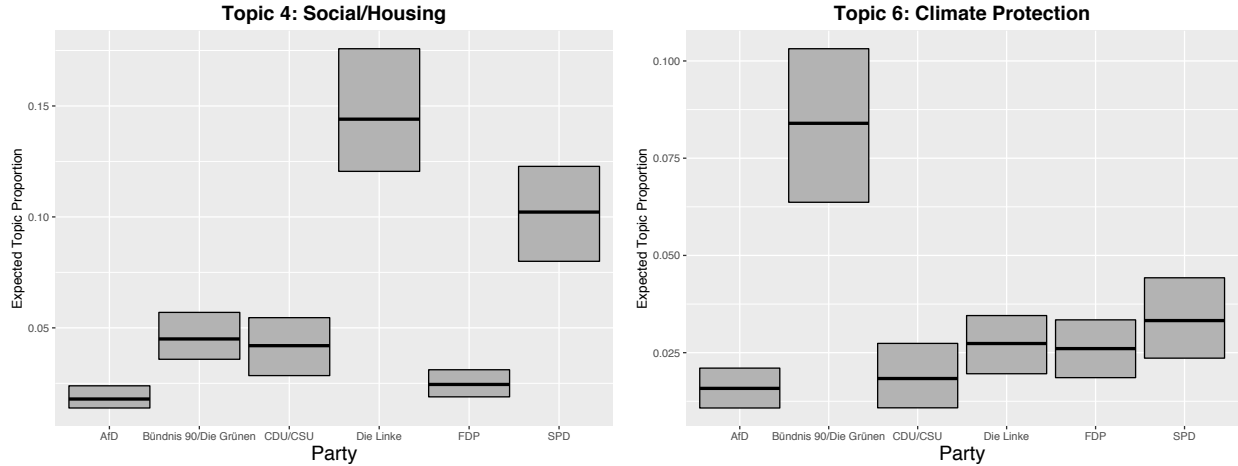 Topic 4: Social/Housing
Expected Topic Proportion
0.15
0.10
0.05
AfD Bündnis 90/Die Grünen CDU/CSU Die Linke FDP SPD
Party
Topic 6: Climate Protection
Expected Topic Proportion
0.100
0.075
0.050
0.025
AfD Bündnis 90/Die Grünen CDU/CSU Die Linke FDP SPD
Party